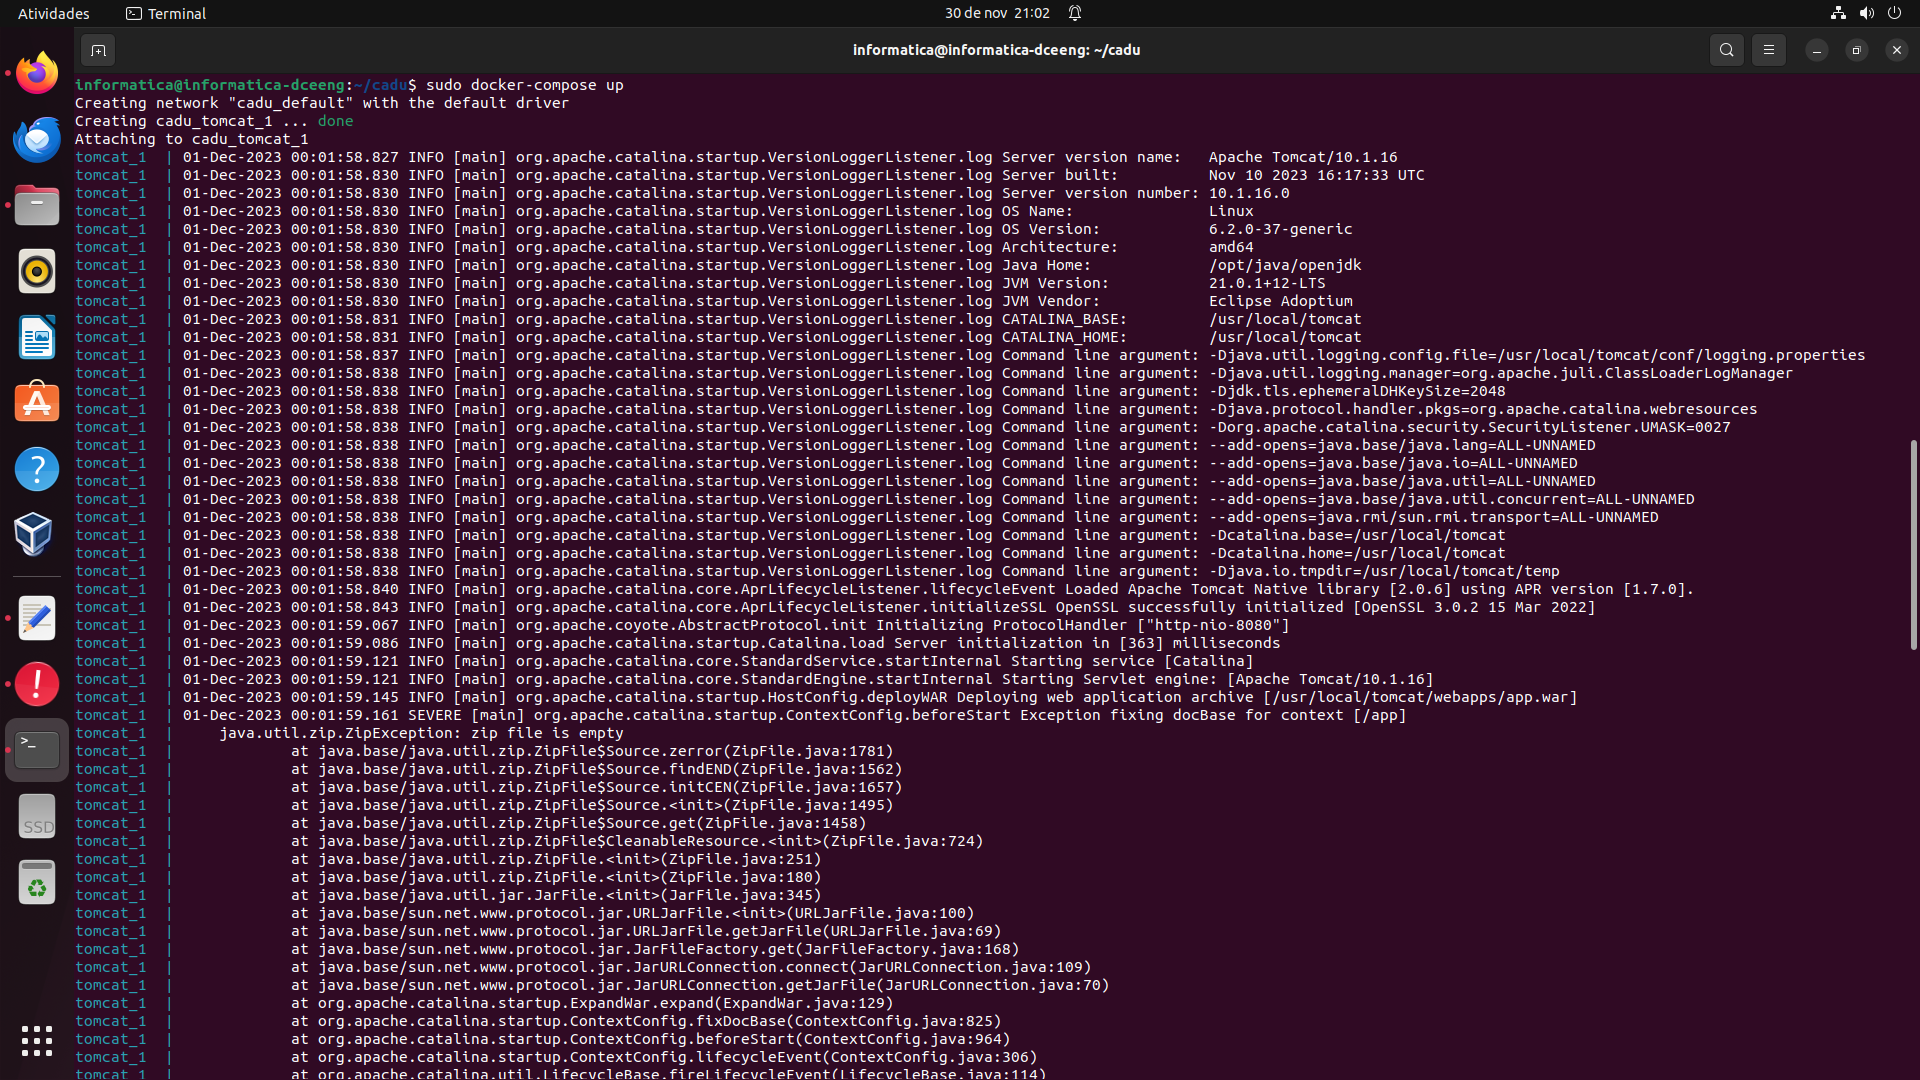 Atividades
Terminal
30 de nov 21:02
informatica@informatica-dceeng: ~/cadu
informatica@informatica-dceeng:~/cadu$ sudo docker-compose up
Creating network "cadu_default" with the default driver
Creating cadu_tomcat_1 ... done
Attaching to cadu_tomcat_1
tomcat_1  | 01-Dec-2023 00:01:58.827 INFO [main] org.apache.catalina.startup.VersionLoggerListener.log Server version name:   Apache Tomcat/10.1.16
tomcat_1  | 01-Dec-2023 00:01:58.830 INFO [main] org.apache.catalina.startup.VersionLoggerListener.log Server built:          Nov 10 2023 16:17:33 UTC
tomcat_1  | 01-Dec-2023 00:01:58.830 INFO [main] org.apache.catalina.startup.VersionLoggerListener.log Server version number: 10.1.16.0
tomcat_1  | 01-Dec-2023 00:01:58.830 INFO [main] org.apache.catalina.startup.VersionLoggerListener.log OS Name:               Linux
tomcat_1  | 01-Dec-2023 00:01:58.830 INFO [main] org.apache.catalina.startup.VersionLoggerListener.log OS Version:            6.2.0-37-generic
tomcat_1  | 01-Dec-2023 00:01:58.830 INFO [main] org.apache.catalina.startup.VersionLoggerListener.log Architecture:          amd64
tomcat_1  | 01-Dec-2023 00:01:58.830 INFO [main] org.apache.catalina.startup.VersionLoggerListener.log Java Home:             /opt/java/openjdk
tomcat_1  | 01-Dec-2023 00:01:58.830 INFO [main] org.apache.catalina.startup.VersionLoggerListener.log JVM Version:           21.0.1+12-LTS
tomcat_1  | 01-Dec-2023 00:01:58.830 INFO [main] org.apache.catalina.startup.VersionLoggerListener.log JVM Vendor:            Eclipse Adoptium
tomcat_1  | 01-Dec-2023 00:01:58.831 INFO [main] org.apache.catalina.startup.VersionLoggerListener.log CATALINA_BASE:         /usr/local/tomcat
tomcat_1  | 01-Dec-2023 00:01:58.831 INFO [main] org.apache.catalina.startup.VersionLoggerListener.log CATALINA_HOME:         /usr/local/tomcat
tomcat_1  | 01-Dec-2023 00:01:58.837 INFO [main] org.apache.catalina.startup.VersionLoggerListener.log Command line argument: -Djava.util.logging.config.file=/usr/local/tomcat/conf/logging.properties
tomcat_1  | 01-Dec-2023 00:01:58.838 INFO [main] org.apache.catalina.startup.VersionLoggerListener.log Command line argument: -Djava.util.logging.manager=org.apache.juli.ClassLoaderLogManager
tomcat_1  | 01-Dec-2023 00:01:58.838 INFO [main] org.apache.catalina.startup.VersionLoggerListener.log Command line argument: -Djdk.tls.ephemeralDHKeySize=2048
tomcat_1  | 01-Dec-2023 00:01:58.838 INFO [main] org.apache.catalina.startup.VersionLoggerListener.log Command line argument: -Djava.protocol.handler.pkgs=org.apache.catalina.webresources
tomcat_1  | 01-Dec-2023 00:01:58.838 INFO [main] org.apache.catalina.startup.VersionLoggerListener.log Command line argument: -Dorg.apache.catalina.security.SecurityListener.UMASK=0027
tomcat_1  | 01-Dec-2023 00:01:58.838 INFO [main] org.apache.catalina.startup.VersionLoggerListener.log Command line argument: --add-opens=java.base/java.lang=ALL-UNNAMED
tomcat_1  | 01-Dec-2023 00:01:58.838 INFO [main] org.apache.catalina.startup.VersionLoggerListener.log Command line argument: --add-opens=java.base/java.io=ALL-UNNAMED
tomcat_1  | 01-Dec-2023 00:01:58.838 INFO [main] org.apache.catalina.startup.VersionLoggerListener.log Command line argument: --add-opens=java.base/java.util=ALL-UNNAMED
tomcat_1  | 01-Dec-2023 00:01:58.838 INFO [main] org.apache.catalina.startup.VersionLoggerListener.log Command line argument: --add-opens=java.base/java.util.concurrent=ALL-UNNAMED
tomcat_1  | 01-Dec-2023 00:01:58.838 INFO [main] org.apache.catalina.startup.VersionLoggerListener.log Command line argument: --add-opens=java.rmi/sun.rmi.transport=ALL-UNNAMED
tomcat_1  | 01-Dec-2023 00:01:58.838 INFO [main] org.apache.catalina.startup.VersionLoggerListener.log Command line argument: -Dcatalina.base=/usr/local/tomcat
tomcat_1  | 01-Dec-2023 00:01:58.838 INFO [main] org.apache.catalina.startup.VersionLoggerListener.log Command line argument: -Dcatalina.home=/usr/local/tomcat
tomcat_1  | 01-Dec-2023 00:01:58.838 INFO [main] org.apache.catalina.startup.VersionLoggerListener.log Command line argument: -Djava.io.tmpdir=/usr/local/tomcat/temp
tomcat_1  | 01-Dec-2023 00:01:58.840 INFO [main] org.apache.catalina.core.AprLifecycleListener.lifecycleEvent Loaded Apache Tomcat Native library [2.0.6] using APR version [1.7.0].
tomcat_1  | 01-Dec-2023 00:01:58.843 INFO [main] org.apache.catalina.core.AprLifecycleListener.initializeSSL OpenSSL successfully initialized [OpenSSL 3.0.2 15 Mar 2022]
tomcat_1  | 01-Dec-2023 00:01:59.067 INFO [main] org.apache.coyote.AbstractProtocol.init Initializing ProtocolHandler ["http-nio-8080"]
tomcat_1  | 01-Dec-2023 00:01:59.086 INFO [main] org.apache.catalina.startup.Catalina.load Server initialization in [363] milliseconds
tomcat_1  | 01-Dec-2023 00:01:59.121 INFO [main] org.apache.catalina.core.StandardService.startInternal Starting service [Catalina]
tomcat_1  | 01-Dec-2023 00:01:59.121 INFO [main] org.apache.catalina.core.StandardEngine.startInternal Starting Servlet engine: [Apache Tomcat/10.1.16]
tomcat_1  | 01-Dec-2023 00:01:59.145 INFO [main] org.apache.catalina.startup.HostConfig.deployWAR Deploying web application archive [/usr/local/tomcat/webapps/app.war]
tomcat_1  | 01-Dec-2023 00:01:59.161 SEVERE [main] org.apache.catalina.startup.ContextConfig.beforeStart Exception fixing docBase for context [/app]
tomcat_1  |     java.util.zip.ZipException: zip file is empty
tomcat_1  |             at java.base/java.util.zip.ZipFile$Source.zerror(ZipFile.java:1781)
tomcat_1  |             at java.base/java.util.zip.ZipFile$Source.findEND(ZipFile.java:1562)
tomcat_1  |             at java.base/java.util.zip.ZipFile$Source.initCEN(ZipFile.java:1657)
tomcat_1  |             at java.base/java.util.zip.ZipFile$Source.<init>(ZipFile.java:1495)
tomcat_1  |             at java.base/java.util.zip.ZipFile$Source.get(ZipFile.java:1458)
tomcat_1  |             at java.base/java.util.zip.ZipFile$CleanableResource.<init>(ZipFile.java:724)
tomcat_1  |             at java.base/java.util.zip.ZipFile.<init>(ZipFile.java:251)
tomcat_1  |             at java.base/java.util.zip.ZipFile.<init>(ZipFile.java:180)
tomcat_1  |             at java.base/java.util.jar.JarFile.<init>(JarFile.java:345)
tomcat_1  |             at java.base/sun.net.www.protocol.jar.URLJarFile.<init>(URLJarFile.java:100)
tomcat_1  |             at java.base/sun.net.www.protocol.jar.URLJarFile.getJarFile(URLJarFile.java:69)
tomcat_1  |             at java.base/sun.net.www.protocol.jar.JarFileFactory.get(JarFileFactory.java:168)
tomcat_1  |             at java.base/sun.net.www.protocol.jar.JarURLConnection.connect(JarURLConnection.java:109)
tomcat_1  |             at java.base/sun.net.www.protocol.jar.JarURLConnection.getJarFile(JarURLConnection.java:70)
tomcat_1  |             at org.apache.catalina.startup.ExpandWar.expand(ExpandWar.java:129)
tomcat_1  |             at org.apache.catalina.startup.ContextConfig.fixDocBase(ContextConfig.java:825)
tomcat_1  |             at org.apache.catalina.startup.ContextConfig.beforeStart(ContextConfig.java:964)
tomcat_1  |             at org.apache.catalina.startup.ContextConfig.lifecycleEvent(ContextConfig.java:306)
tomcat_1  |             at org.apache.catalina.util.LifecycleBase.fireLifecycleEvent(LifecycleBase.java:114)
SSD